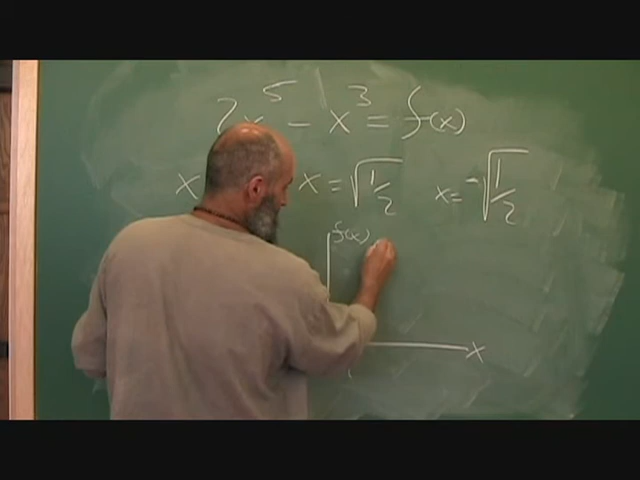 2x⁵ - x³ = f(x)
x x = √1/2 x = -√1/2
f(x)
x